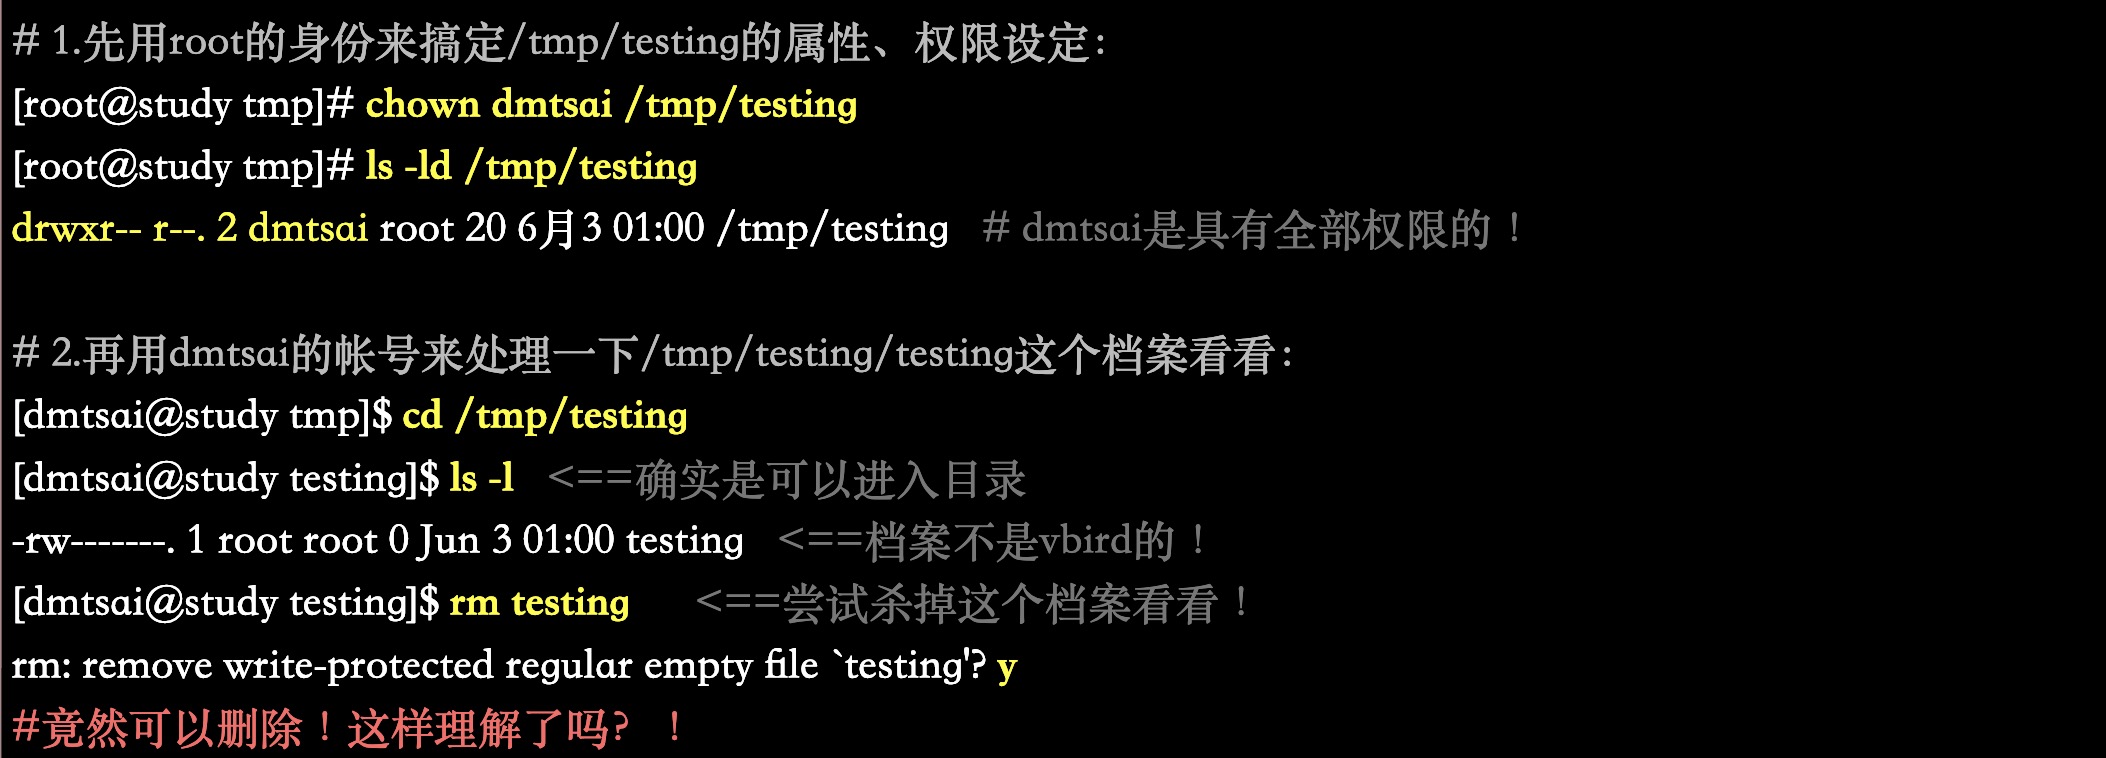 # 1.先用root的身份来搞定/tmp/testing的属性、权限设定：
[root@study tmp]# chown dmtsai /tmp/testing
[root@study tmp]# ls -ld /tmp/testing
drwxr-- r--. 2 dmtsai root 20 6月3 01:00 /tmp/testing # dmtsai是具有全部权限的！
# 2.再用dmtsai的帐号来处理一下/tmp/testing/testing这个档案看看：
[dmtsai@study tmp]$ cd /tmp/testing
[dmtsai@study testing]$ ls -l <==确实是可以进入目录
-rw-------. 1 root root 0 Jun 3 01:00 testing <==档案不是vbird的！
[dmtsai@study testing]$ rm testing <==尝试杀掉这个档案看看！
rm: remove write-protected regular empty file `testing'? y
#竟然可以删除！这样理解了吗？！